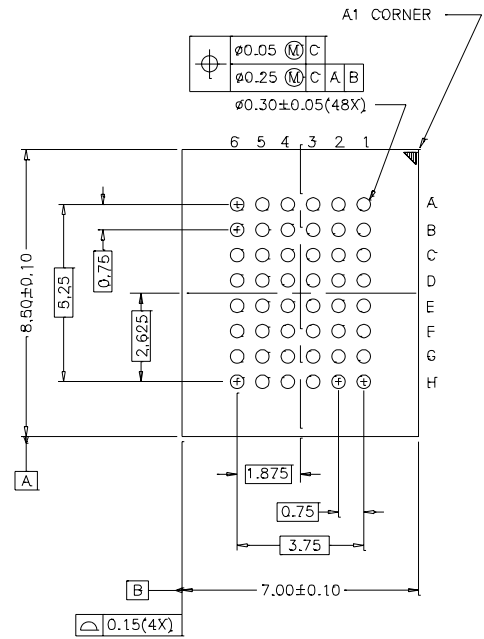 A1 CORNER
ø0.05 Ⓜ C
ø0.25 Ⓜ C A B
ø0.30±0.05(48X)
6 5 4 3 2 1
A
B
C
D
E
F
G
H
8.50±0.10
5.25
0.75
2.625
A
1.875
0.75
3.75
B
7.00±0.10
0.15(4X)